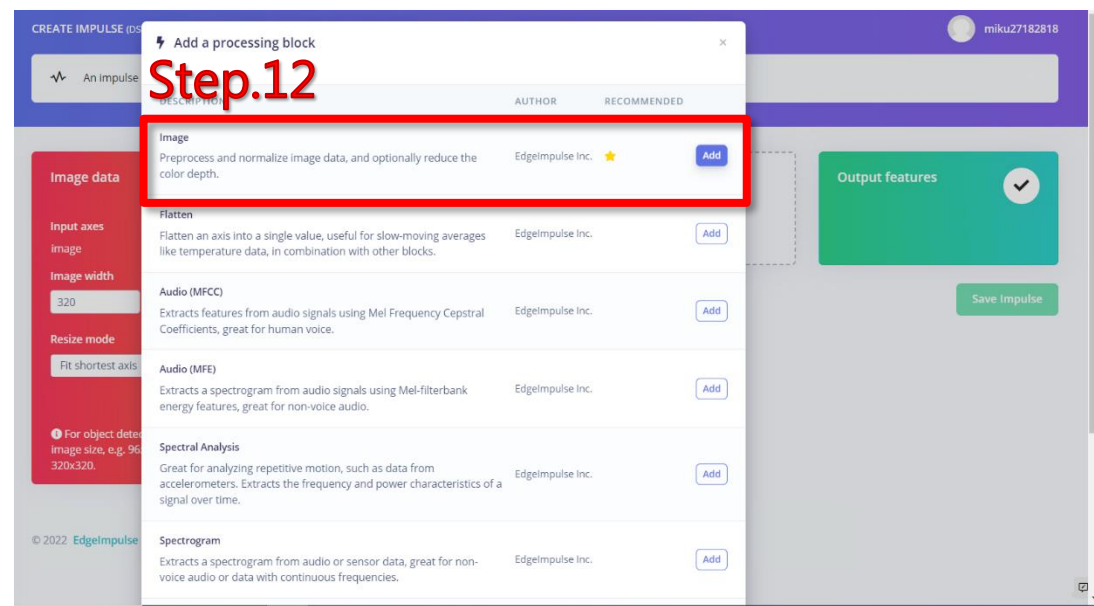 CREATE IMPULSE (DS
miku27182818
Add a processing block
×
An impulse
Step.12
DESCRIPTION
AUTHOR
RECOMMENDED
Image
Preprocess and normalize image data, and optionally reduce the
color depth.
EdgeImpulse Inc.
Add
Flatten
Flatten an axis into a single value, useful for slow-moving averages
like temperature data, in combination with other blocks.
EdgeImpulse Inc.
Add
Audio (MFCC)
Extracts features from audio signals using Mel Frequency Cepstral
Coefficients, great for human voice.
EdgeImpulse Inc.
Add
Audio (MFE)
Extracts a spectrogram from audio signals using Mel-filterbank
energy features, great for non-voice audio.
EdgeImpulse Inc.
Add
Spectral Analysis
Great for analyzing repetitive motion, such as data from
accelerometers. Extracts the frequency and power characteristics of a
signal over time.
EdgeImpulse Inc.
Add
Spectrogram
Extracts a spectrogram from audio or sensor data, great for non-
voice audio or data with continuous frequencies.
EdgeImpulse Inc.
Add
Image data
Input axes
image
Image width
320
Resize mode
Fit shortest axis
For object dete
image size, e.g. 96
320x320.
Output features
Save Impulse
© 2022 EdgeImpulse